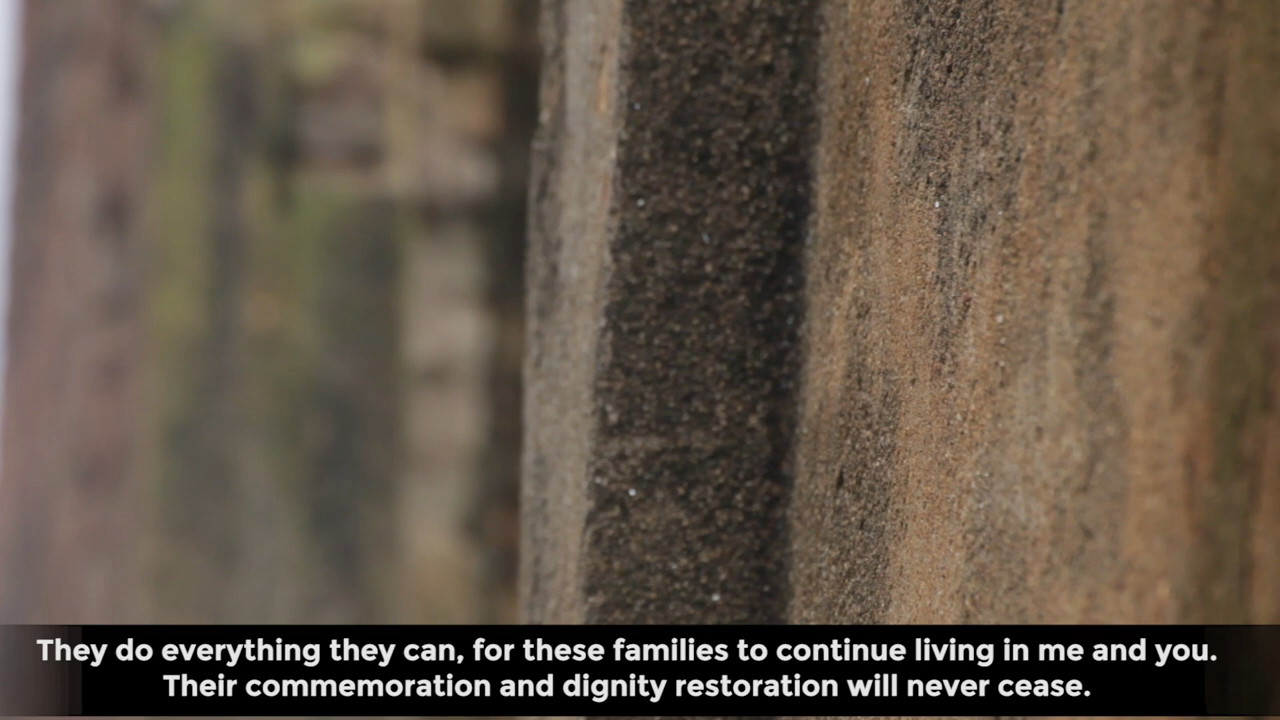 They do everything they can, for these families to continue living in me and you.
Their commemoration and dignity restoration will never cease.